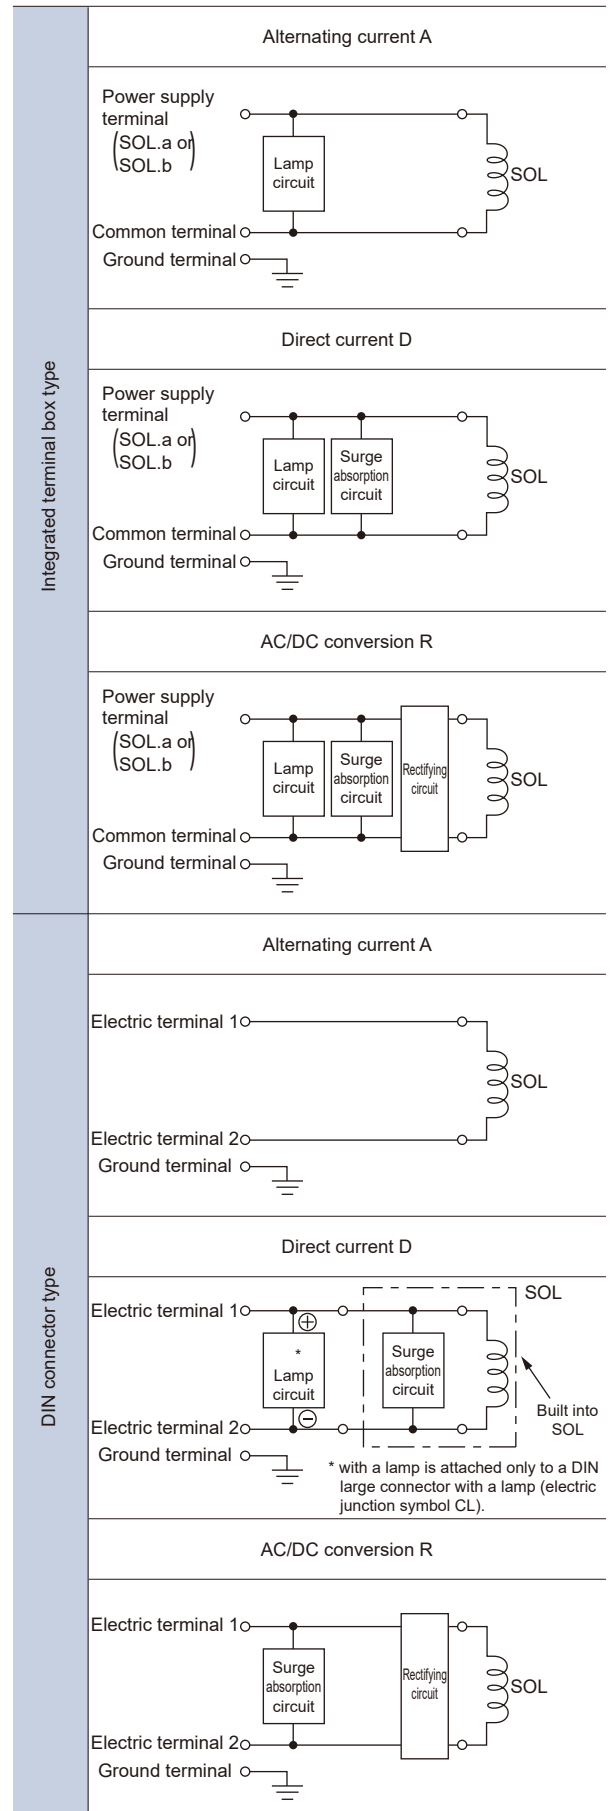 Integrated terminal box type
Alternating current A
Power supply
terminal
(SOL.a or
SOL.b)
Lamp
circuit
SOL
Common terminal
Ground terminal
Direct current D
Power supply
terminal
(SOL.a or
SOL.b)
Lamp
circuit
Surge
absorption
circuit
SOL
Common terminal
Ground terminal
AC/DC conversion R
Power supply
terminal
(SOL.a or
SOL.b)
Lamp
circuit
Surge
absorption
circuit
Rectifying
circuit
SOL
Common terminal
Ground terminal
DIN connector type
Alternating current A
Electric terminal 1
SOL
Electric terminal 2
Ground terminal
Direct current D
SOL
Electric terminal 1
+
*
Lamp
circuit
−
Surge
absorption
circuit
Built into
SOL
Electric terminal 2
Ground terminal
* with a lamp is attached only to a DIN
large connector with a lamp (electric
junction symbol CL).
AC/DC conversion R
Electric terminal 1
Surge
absorption
circuit
Rectifying
circuit
SOL
Electric terminal 2
Ground terminal